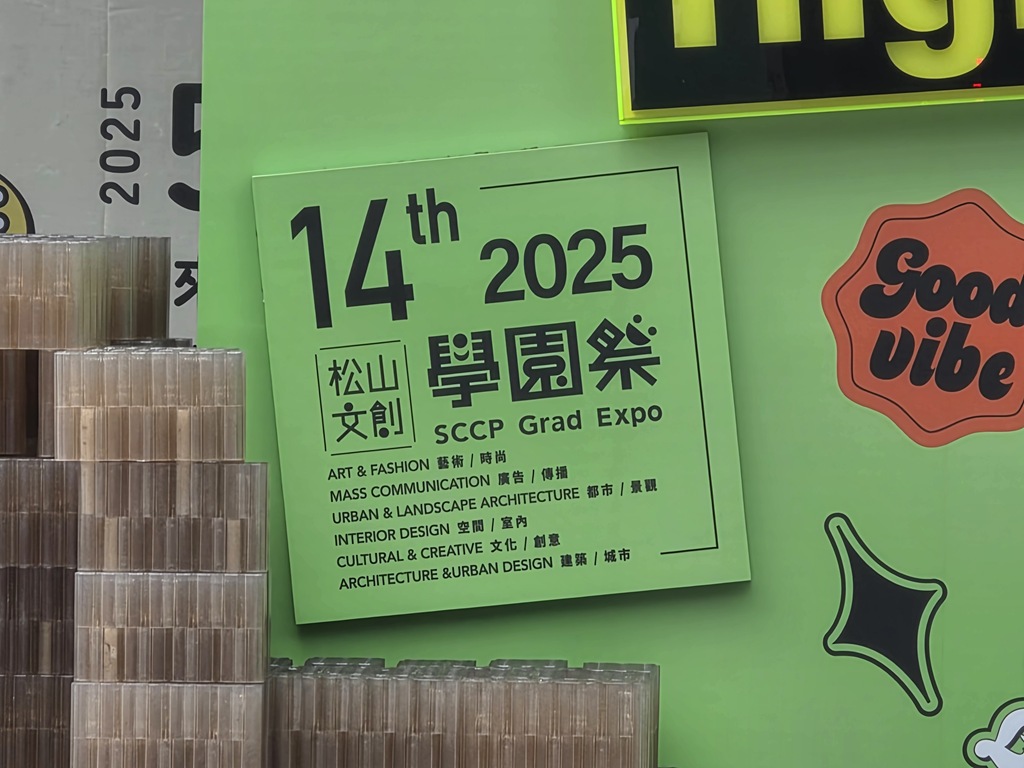 2025
14th
2025
松山
文創
學園祭
SCCP Grad Expo
ART & FASHION 藝術 / 時尚
MASS COMMUNICATION 廣告 / 傳播
URBAN & LANDSCAPE ARCHITECTURE 都市 / 景觀
INTERIOR DESIGN 空間 / 室內
CULTURAL & CREATIVE 文化 / 創意
ARCHITECTURE &URBAN DESIGN 建築 / 城市
Good
vibe